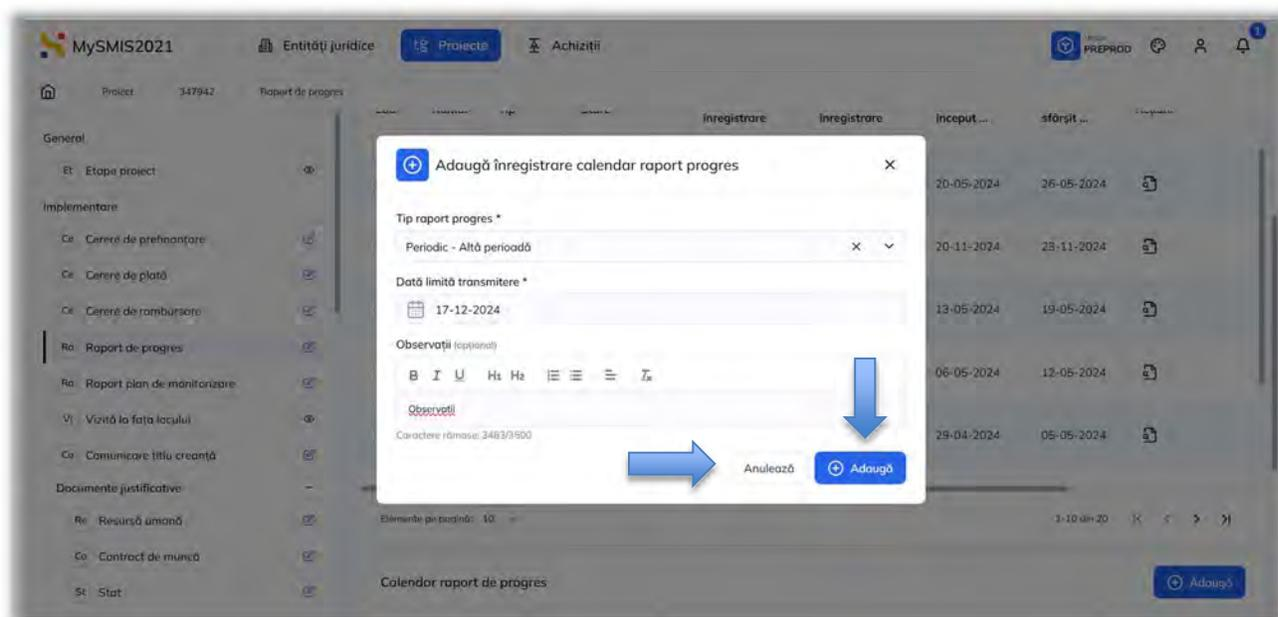 MySMIS2021
Entități juridice
Proiecte
Achiziții
PREPROD
1
Proiect
347942
Raport de progres
General
Et Etape proiect
Implementare
Ce Cerere de prefinanțare
Ce Cerere de plată
Ce Cerere de rambursare
Ra Raport de progres
Ra Raport plan de monitorizare
Vi Vizită la fața locului
Co Comunicare titlu creanță
Documente justificative
Re Resursă umană
Co Contract de muncă
St Stat
înregistrare
înregistrare
început ...
sfârșit ...
20-05-2024 26-05-2024
20-11-2024 23-11-2024
13-05-2024 19-05-2024
06-05-2024 12-05-2024
29-04-2024 05-05-2024
Adaugă înregistrare calendar raport progres
Tip raport progres *
Periodic - Altă perioadă
Dată limită transmitere *
17-12-2024
Observații (opțional)
B I U H1 H2
Observatii
Caractere rămase: 3483/3500
Anulează
Adaugă
Elemente pe pagină: 10
1-10 din 20
Calendar raport de progres
Adaugă